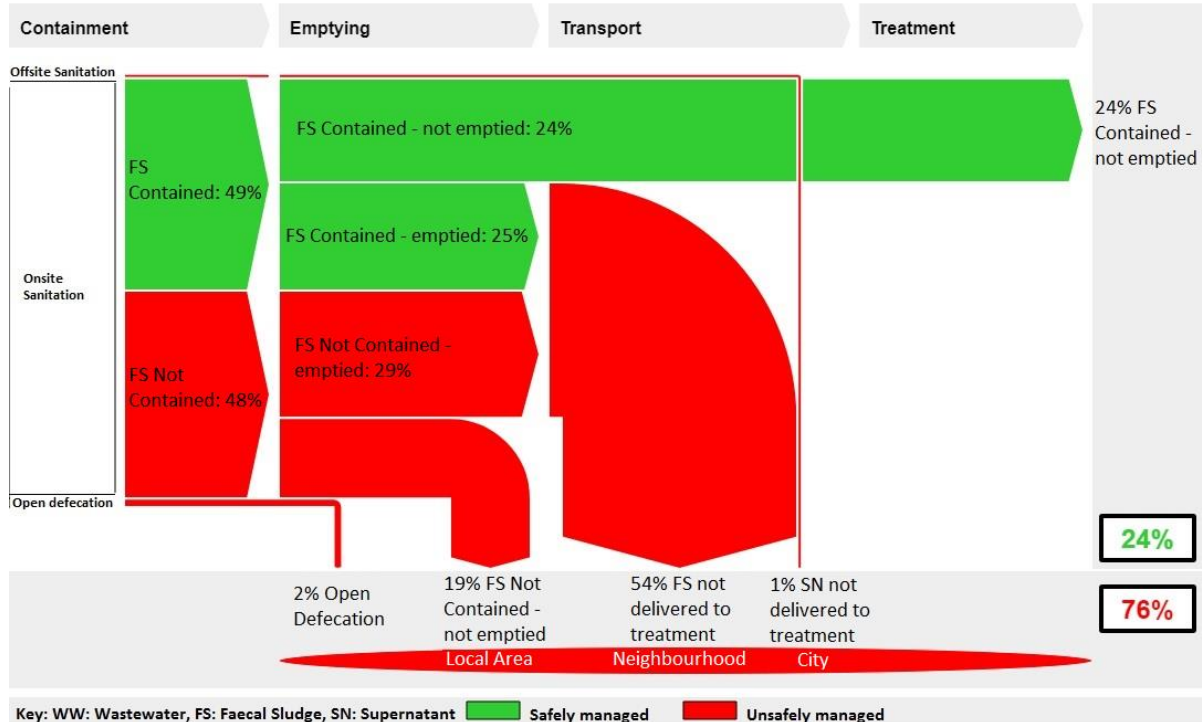 Containment
Emptying
Transport
Treatment
Offsite Sanitation
Onsite
Sanitation
Open defecation
FS
Contained: 49%
FS Not
Contained: 48%
FS Contained - not emptied: 24%
FS Contained - emptied: 25%
FS Not Contained -
emptied: 29%
24% FS
Contained -
not emptied
24%
76%
2% Open
Defecation
19% FS Not
Contained -
not emptied
54% FS not
delivered to
treatment
1% SN not
delivered to
treatment
Local Area
Neighbourhood
City
Key: WW: Wastewater, FS: Faecal Sludge, SN: Supernatant
Safely managed
Unsafely managed